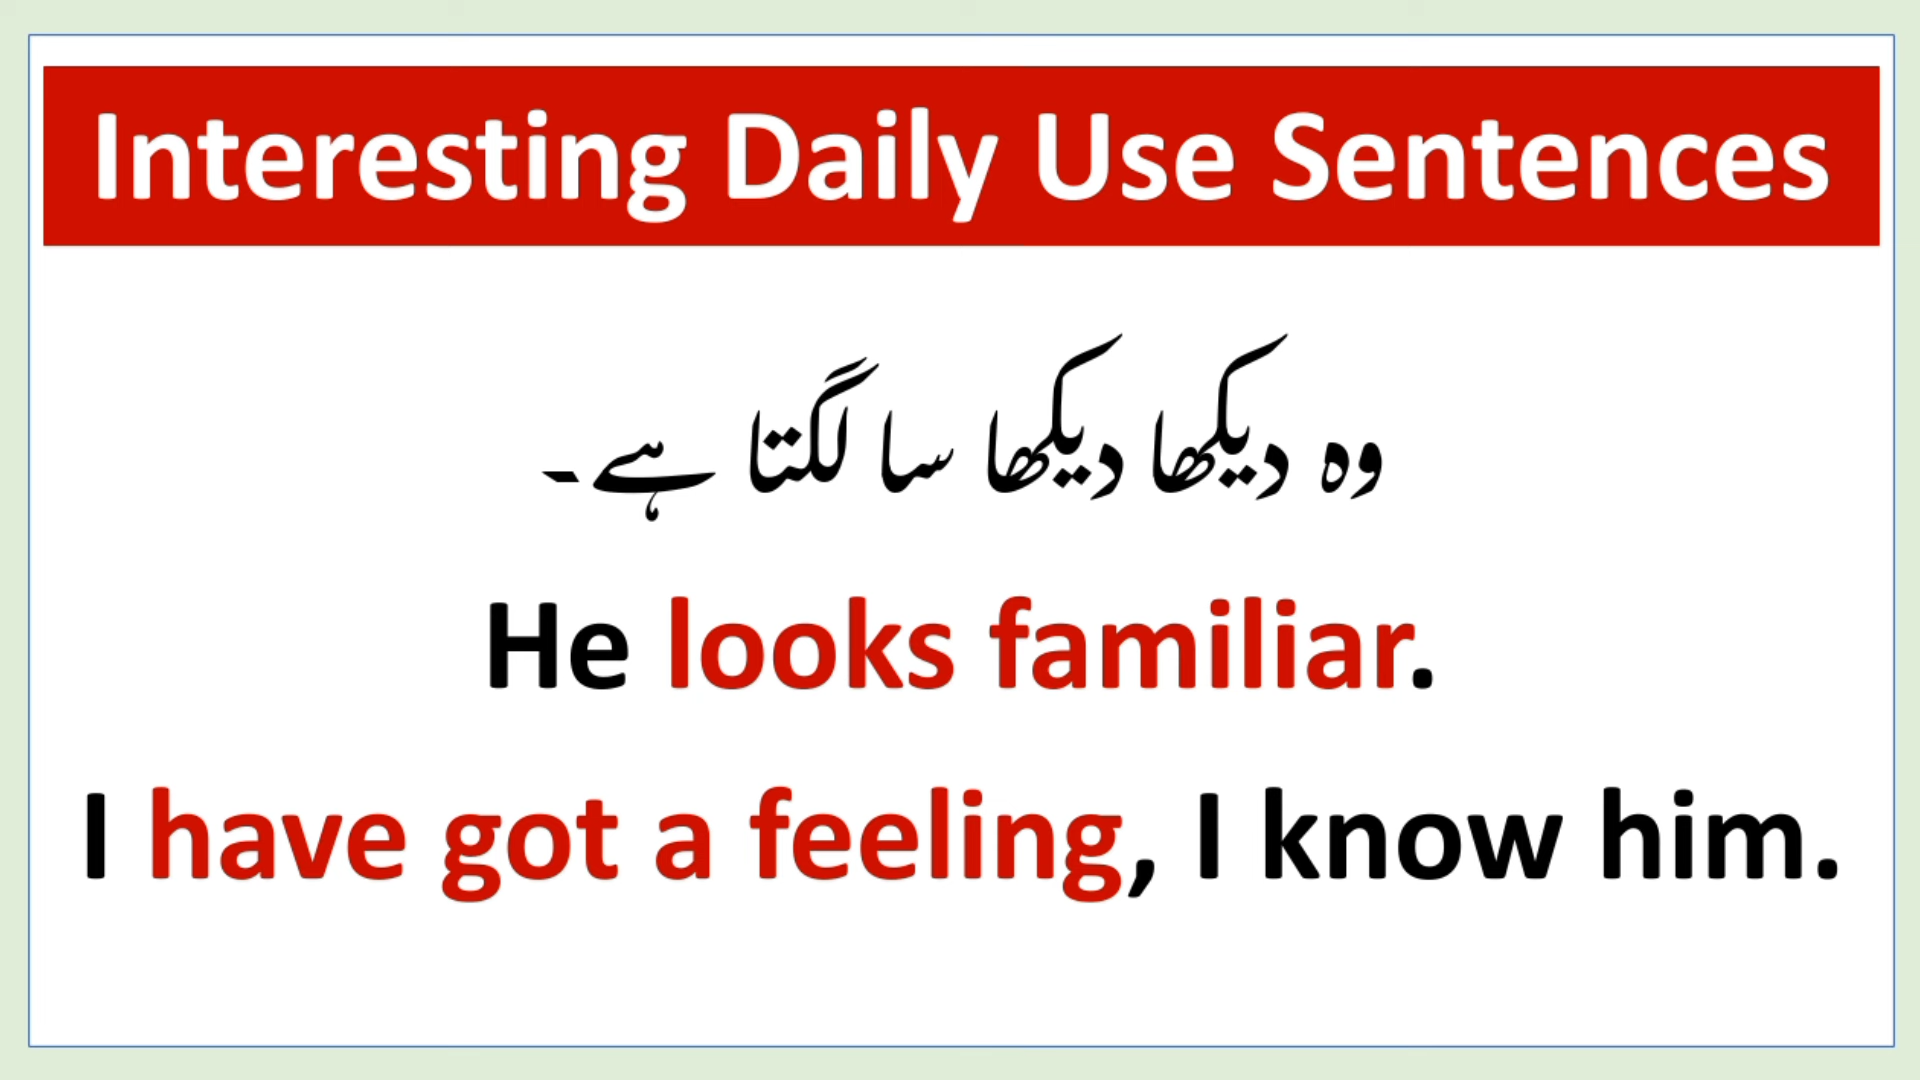 Interesting Daily Use Sentences
وہ دیکھا دیکھا سا لگتا ہے۔
He looks familiar.
I have got a feeling, I know him.